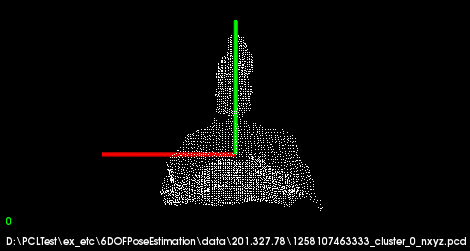 0
D:\PCLTest\ex_etc\6DOFPoseEstimation\data\201.327.78\1258107463333_cluster_0_nxyz.pcd